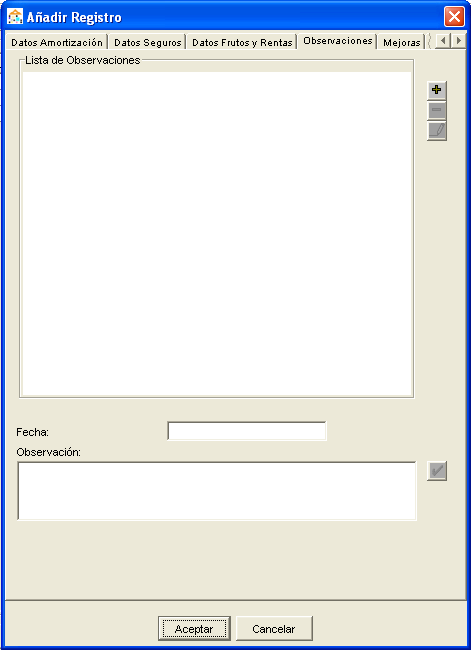 Añadir Registro
Datos Amortización Datos Seguros Datos Frutos y Rentas Observaciones Mejoras
Lista de Observaciones
Fecha:
Observación:
Aceptar Cancelar